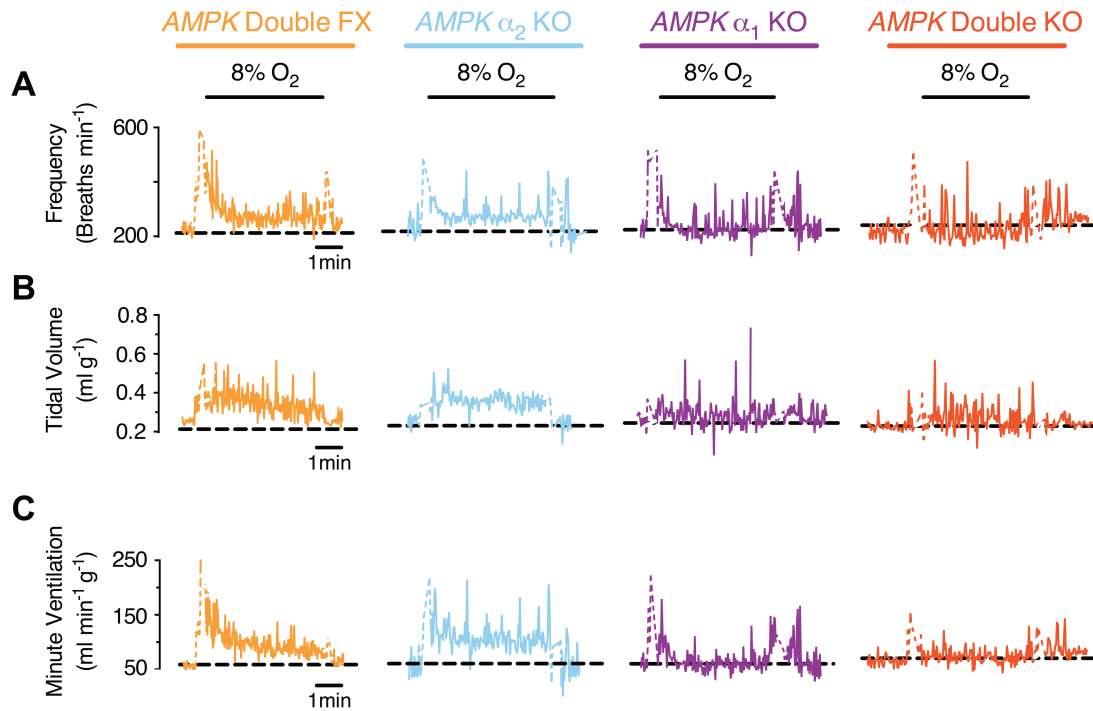 AMPK Double FX
AMPK α2 KO
AMPK α1 KO
AMPK Double KO
8% O2
8% O2
8% O2
8% O2
A
Frequency
(Breaths min-1)
600
200
1min
B
Tidal Volume
(ml g-1)
0.8
0.6
0.4
0.2
1min
C
Minute Ventilation
(ml min-1 g-1)
250
150
50
1min